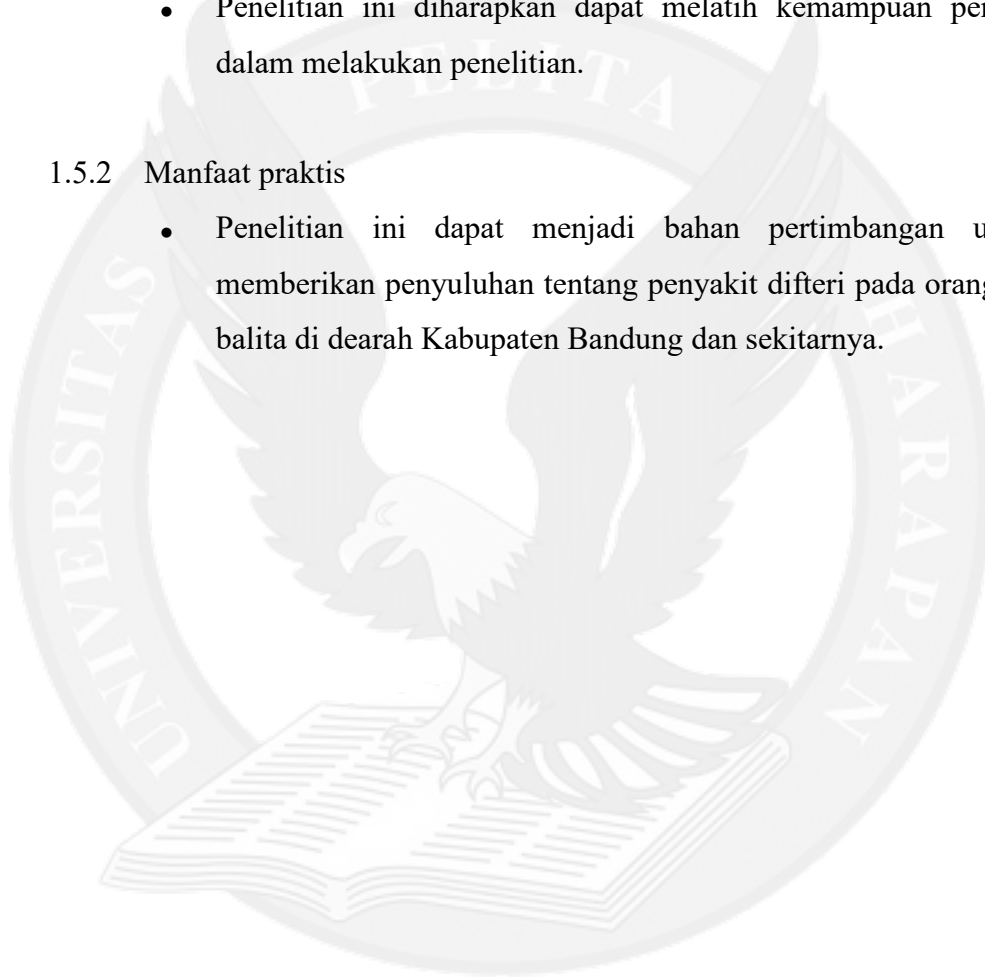 • Penelitian ini diharapkan dapat melatih kemampuan
dalam melakukan penelitian.
1.5.2 Manfaat praktis
• Penelitian ini dapat menjadi bahan pertimbangan
memberikan penyuluhan tentang penyakit difteri pada orang
balita di dearah Kabupaten Bandung dan sekitarnya.
UNIVERSITAS PELITA HARAPAN